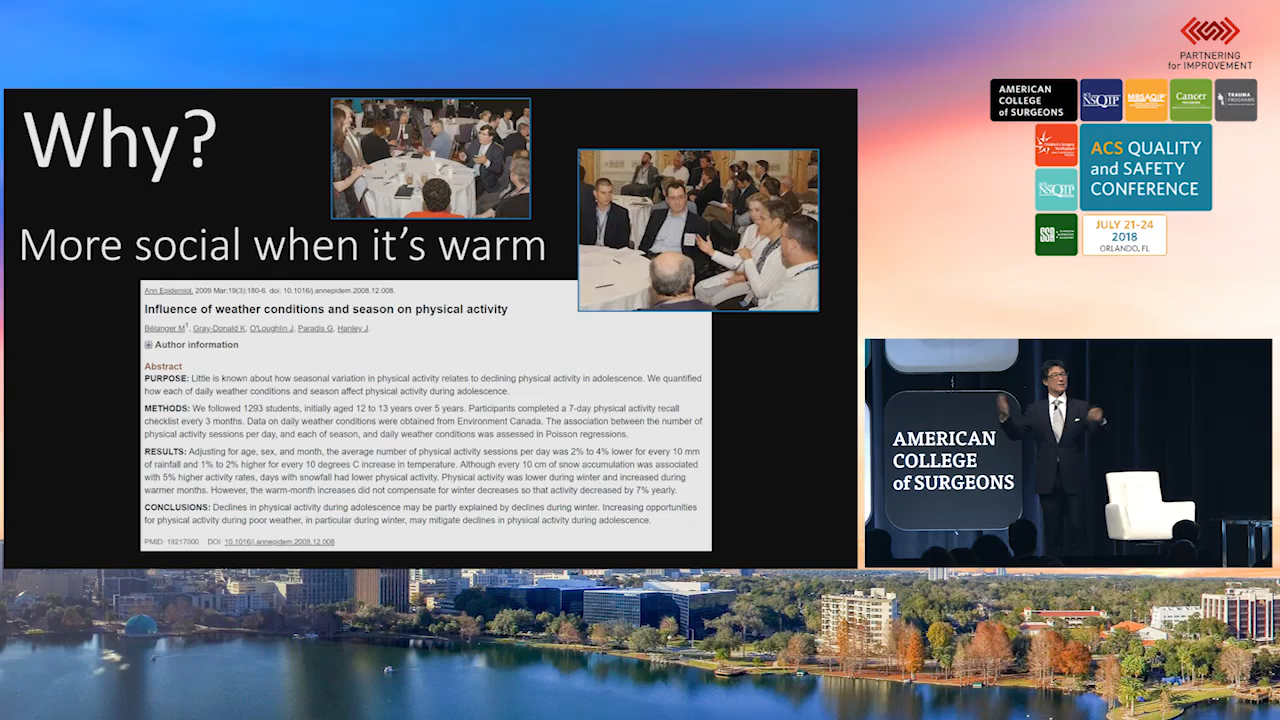 PARTNERING
for IMPROVEMENT
AMERICAN
COLLEGE
of SURGEONS
NSQIP
MBSAQIP
Cancer
PROGRAMS
TRAUMA
PROGRAMS
Children's Surgery
Verification
ACS QUALITY
and SAFETY
CONFERENCE
NSQIP
SSR
JULY 21-24
2018
ORLANDO, FL
Why?
More social when it's warm
Ann Epidemiol. 2009 Mar;19(3):180-6. doi: 10.1016/j.annepidem.2008.12.008.
Influence of weather conditions and season on physical activity
Bélanger M1, Gray-Donald K, O'Loughlin J, Paradis G, Hanley J.
Author information
Abstract
PURPOSE: Little is known about how seasonal variation in physical activity relates to declining physical activity in adolescence. We quantified
how each of daily weather conditions and season affect physical activity during adolescence.
METHODS: We followed 1293 students, initially aged 12 to 13 years over 5 years. Participants completed a 7-day physical activity recall
checklist every 3 months. Data on daily weather conditions were obtained from Environment Canada. The association between the number of
physical activity sessions per day, and each of season, and daily weather conditions was assessed in Poisson regressions.
RESULTS: Adjusting for age, sex, and month, the average number of physical activity sessions per day was 2% to 4% lower for every 10 mm
of rainfall and 1% to 2% higher for every 10 degrees C increase in temperature. Although every 10 cm of snow accumulation was associated
with 5% higher activity rates, days with snowfall had lower physical activity. Physical activity was lower during winter and increased during
warmer months. However, the warm-month increases did not compensate for winter decreases so that activity decreased by 7% yearly.
CONCLUSIONS: Declines in physical activity during adolescence may be partly explained by declines during winter. Increasing opportunities
for physical activity during poor weather, in particular during winter, may mitigate declines in physical activity during adolescence.
PMID: 19217000 DOI: 10.1016/j.annepidem.2008.12.008
AMERICAN
COLLEGE
of SURGEONS